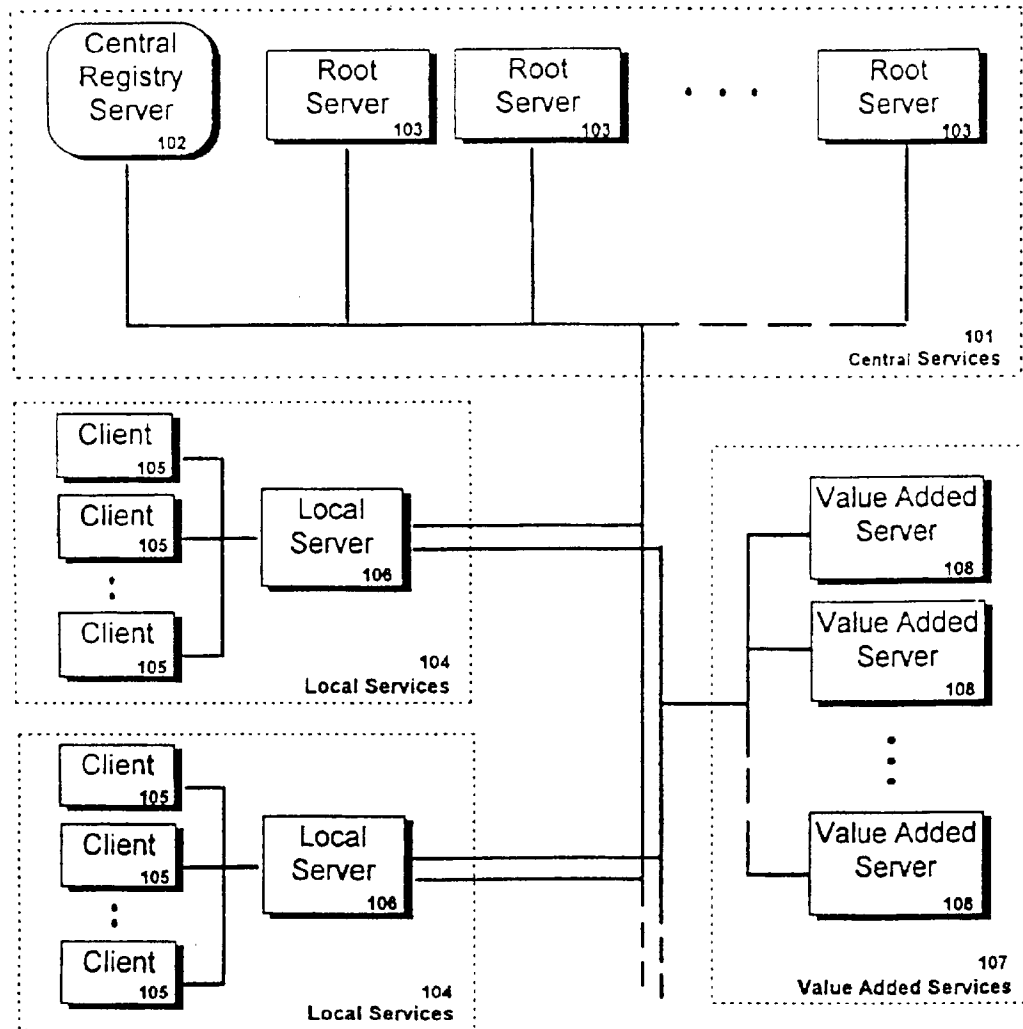 Central
Registry
Server
102
Root
Server
103
Root
Server
103
Root
Server
103
101
Central Services
Client
105
Client
105
Client
105
Local
Server
106
104
Local Services
Value Added
Server
108
Value Added
Server
108
Value Added
Server
108
107
Value Added Services
Client
105
Client
105
Client
105
Local
Server
106
104
Local Services